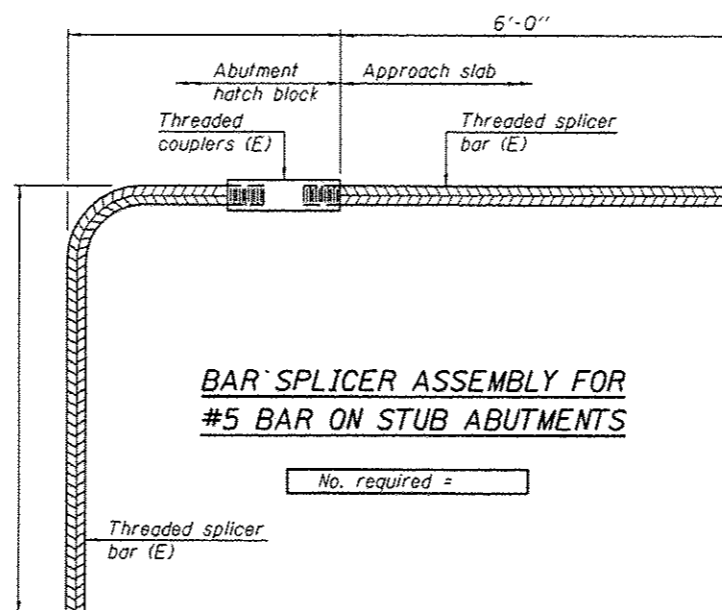 6'-0"
Abutment
hatch block
Approach slab
Threaded
couplers (E)
Threaded splicer
bar (E)
BAR SPLICER ASSEMBLY FOR
#5 BAR ON STUB ABUTMENTS
No. required =
Threaded splicer
bar (E)